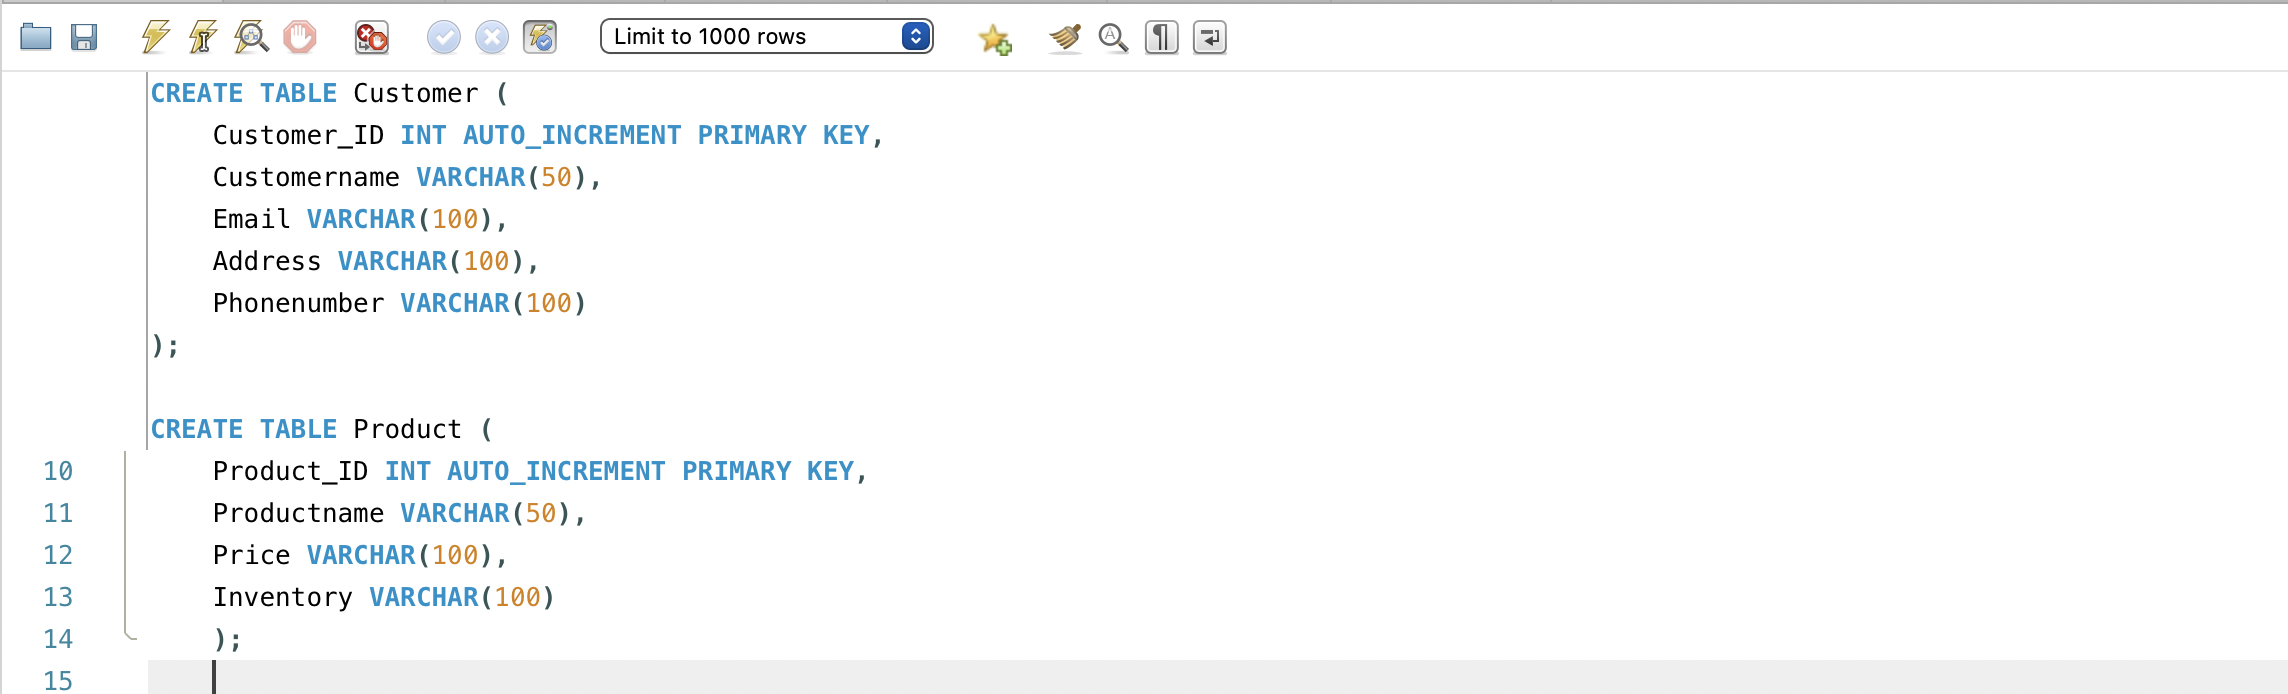 Limit to 1000 rows
CREATE TABLE Customer (
    Customer_ID INT AUTO_INCREMENT PRIMARY KEY,
    Customername VARCHAR(50),
    Email VARCHAR(100),
    Address VARCHAR(100),
    Phonenumber VARCHAR(100)
);
CREATE TABLE Product (
10    Product_ID INT AUTO_INCREMENT PRIMARY KEY,
11    Productname VARCHAR(50),
12    Price VARCHAR(100),
13    Inventory VARCHAR(100)
14    );
15